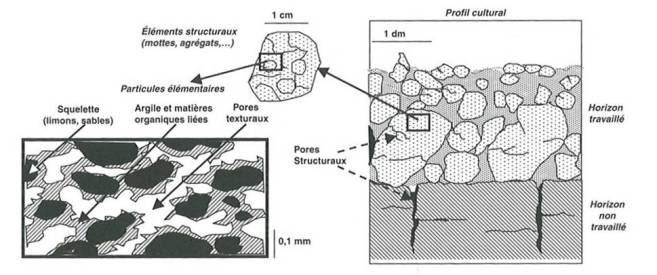 Profil cultural
1 cm
1 dm
Éléments structuraux
(mottes, agrégats,...)
Particules élémentaires
Squelette
(limons, sables)
Argile et matières
organiques liées
Pores
texturaux
Pores
Structuraux
Horizon
travaillé
Horizon
non
travaillé
0,1 mm